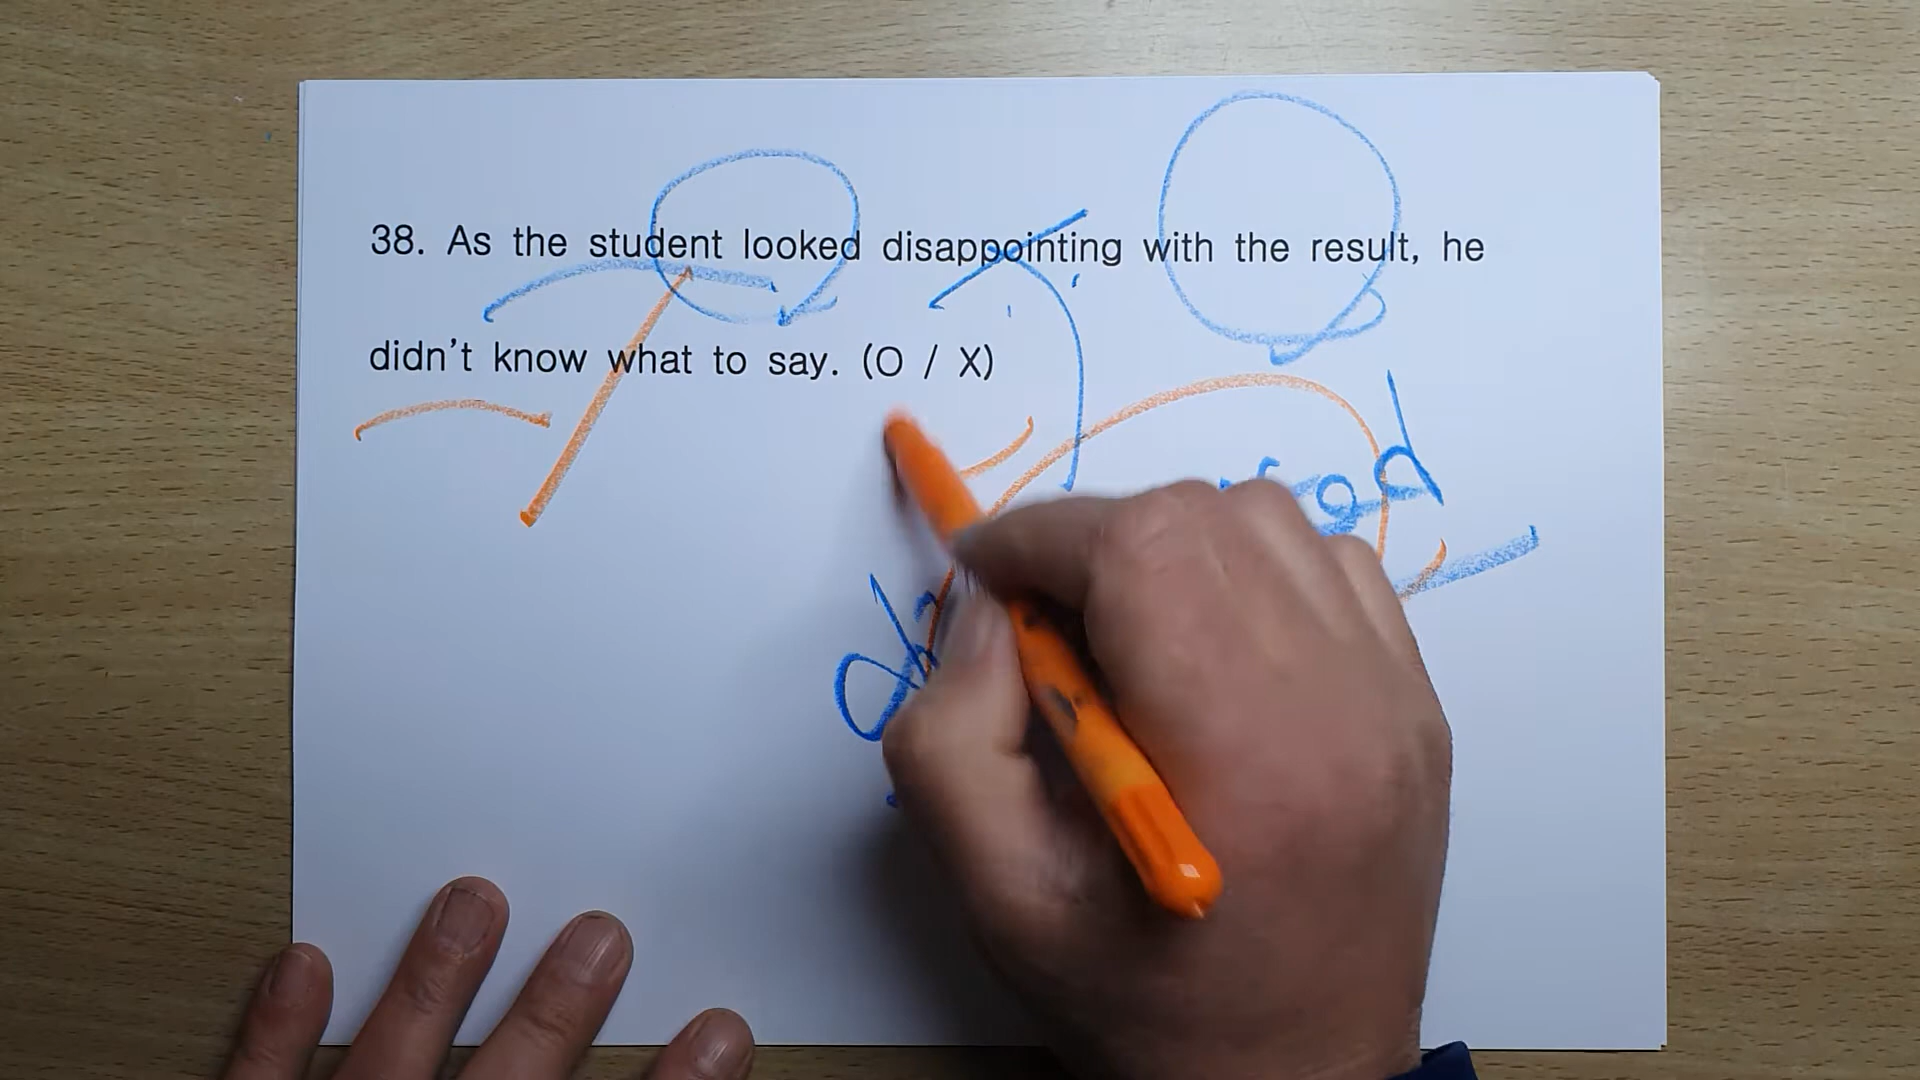 38. As the student looked disappointing with the result, he
didn't know what to say. (O / X)